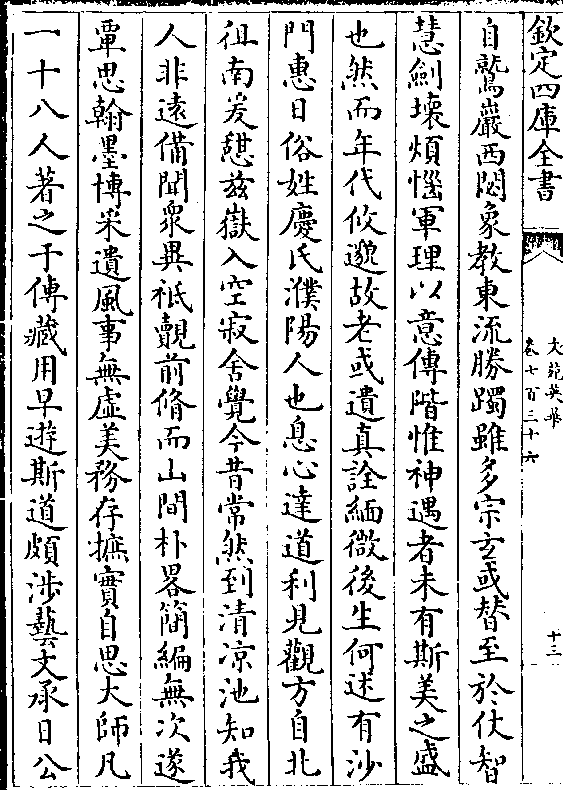 欽定四庫全書
文苑英華
卷七百三十六
十三
自鷲巖西閟象教東流勝躅雖多宗玄或替至於仗智
慧劍壞煩惱軍理以意傳階惟神遇者未有斯美之盛
也然而年代攸邈故老或遺真詮緬微後生何述有沙
門惠日俗姓慶氏濮陽人也息心達道利見觀方自北
徂南爰憇兹嶽入空寂舍覺今昔常然到清凉池知我
人非遠備聞衆異祗覿前脩而山間朴畧簡編無次遂
覃思翰墨博采遺風事無虚美務存摭實自思大師凡
一十八人著之于傳藏用早遊斯道頗渉藝文承日公